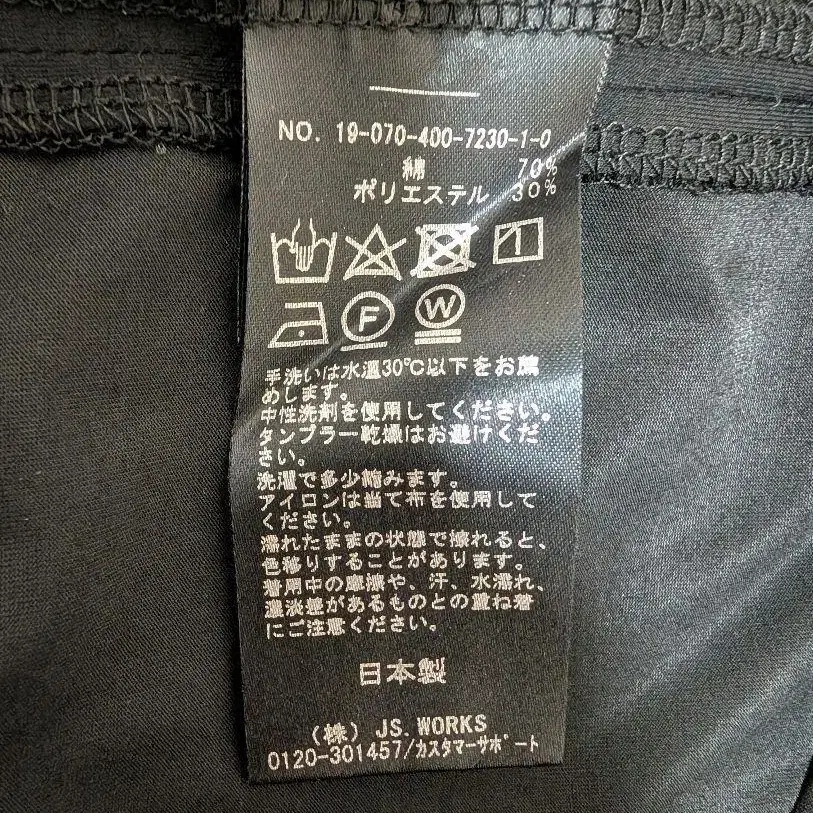 NO. 19-070-400-7230-1-0
綿 70%
ポリエステル 30%
F W
手洗いは水温30℃以下をお薦
めします。
中性洗剤を使用してください。
タンブラー乾燥はお避けくだ
さい。
洗濯で多少縮みます。
アイロンは当て布を使用して
ください。
濡れたままの状態で擦れると、
色移りすることがあります。
着用中の摩擦や、汗、水濡れ、
濃淡差があるものとの重ね着
にご注意ください。
日本製
(株) JS.WORKS
0120-301457/カスタマーサポート